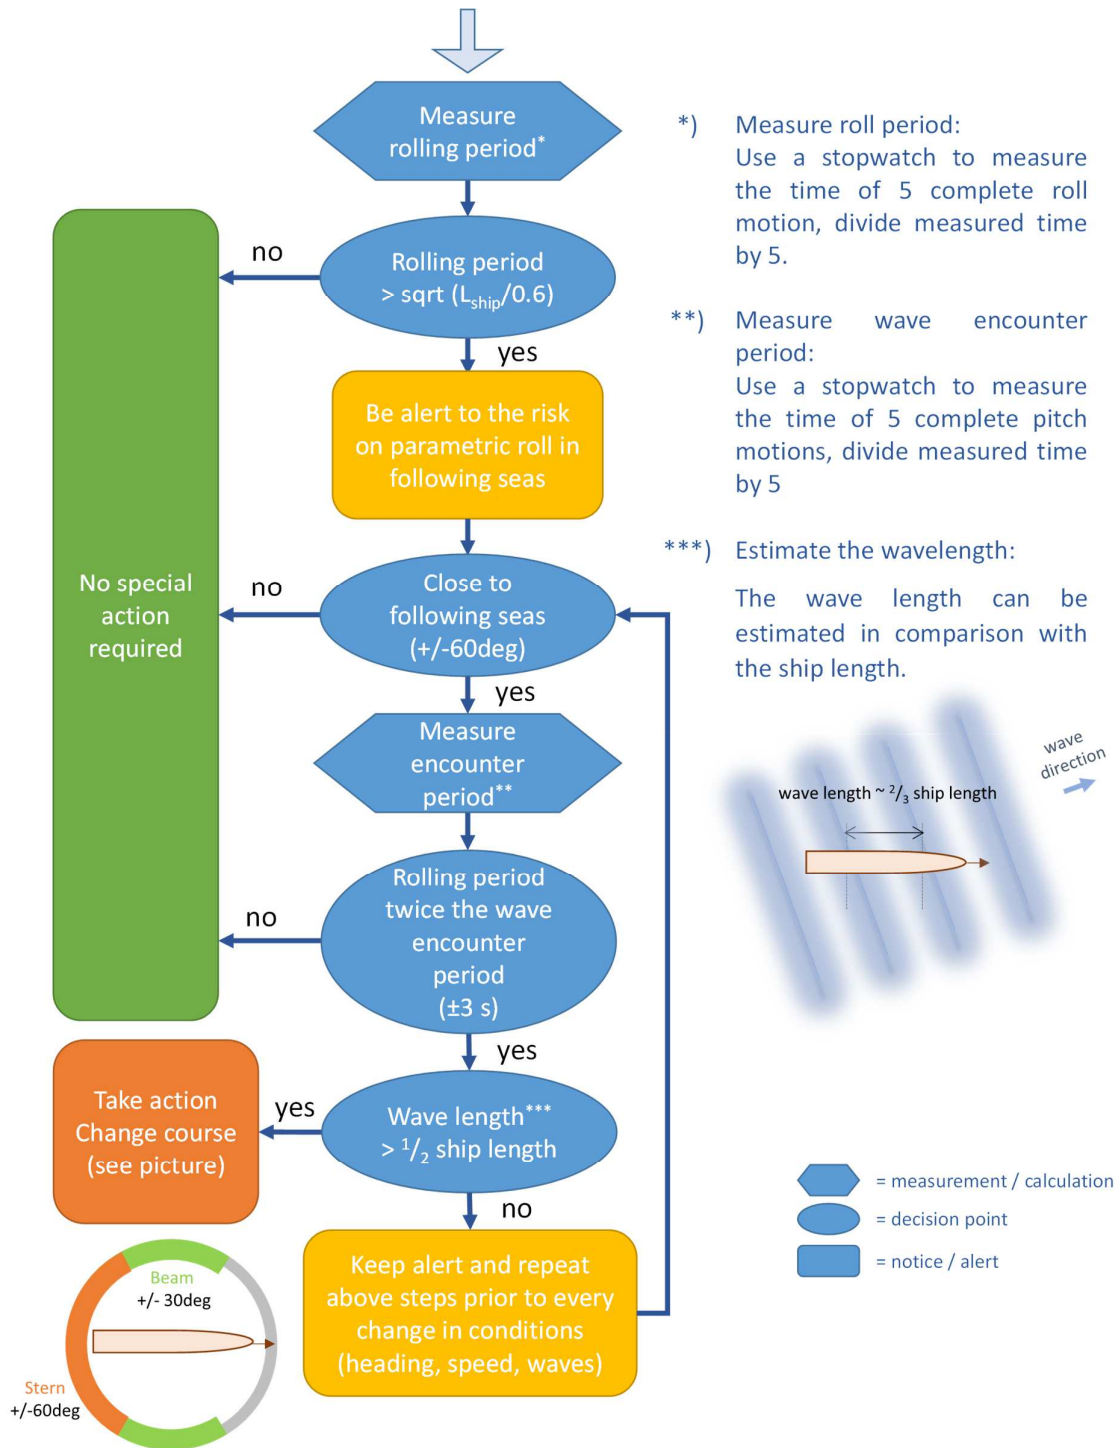 Measure
rolling period*
no
Rolling period
> sqrt (Lship/0.6)
yes
Be alert to the risk
on parametric roll in
following seas
No special
action
required
no
Close to
following seas
(+/-60deg)
yes
Measure
encounter
period**
no
Rolling period
twice the wave
encounter
period
(±3 s)
yes
Take action
Change course
(see picture)
yes
Wave length***
> 1/2 ship length
no
Keep alert and repeat
above steps prior to every
change in conditions
(heading, speed, waves)
Beam
+/- 30deg
Stern
+/-60deg
*) Measure roll period:
Use a stopwatch to measure
the time of 5 complete roll
motion, divide measured time
by 5.
**) Measure wave encounter
period:
Use a stopwatch to measure
the time of 5 complete pitch
motions, divide measured time
by 5
***) Estimate the wavelength:
The wave length can be
estimated in comparison with
the ship length.
wave
direction
wave length ~ 2/3 ship length
= measurement / calculation
= decision point
= notice / alert